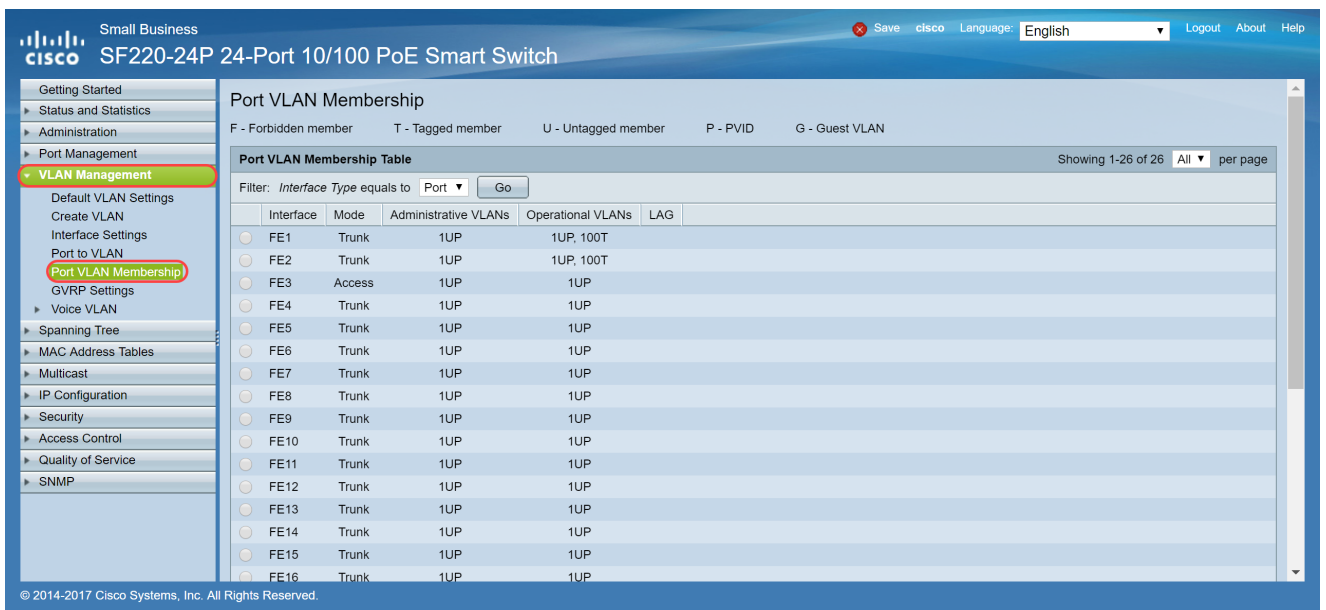 Small Business
cisco SF220-24P 24-Port 10/100 PoE Smart Switch
Save cisco Language: English Logout About Help
Getting Started
Status and Statistics
Administration
Port Management
VLAN Management
Default VLAN Settings
Create VLAN
Interface Settings
Port to VLAN
Port VLAN Membership
GVRP Settings
Voice VLAN
Spanning Tree
MAC Address Tables
Multicast
IP Configuration
Security
Access Control
Quality of Service
SNMP
Port VLAN Membership
F - Forbidden member T - Tagged member U - Untagged member P - PVID G - Guest VLAN
Port VLAN Membership Table Showing 1-26 of 26 All per page
Filter: Interface Type equals to Port Go
Interface Mode Administrative VLANs Operational VLANs LAG
FE1 Trunk 1UP 1UP, 100T
FE2 Trunk 1UP 1UP, 100T
FE3 Access 1UP 1UP
FE4 Trunk 1UP 1UP
FE5 Trunk 1UP 1UP
FE6 Trunk 1UP 1UP
FE7 Trunk 1UP 1UP
FE8 Trunk 1UP 1UP
FE9 Trunk 1UP 1UP
FE10 Trunk 1UP 1UP
FE11 Trunk 1UP 1UP
FE12 Trunk 1UP 1UP
FE13 Trunk 1UP 1UP
FE14 Trunk 1UP 1UP
FE15 Trunk 1UP 1UP
FE16 Trunk 1UP 1UP
© 2014-2017 Cisco Systems, Inc. All Rights Reserved.